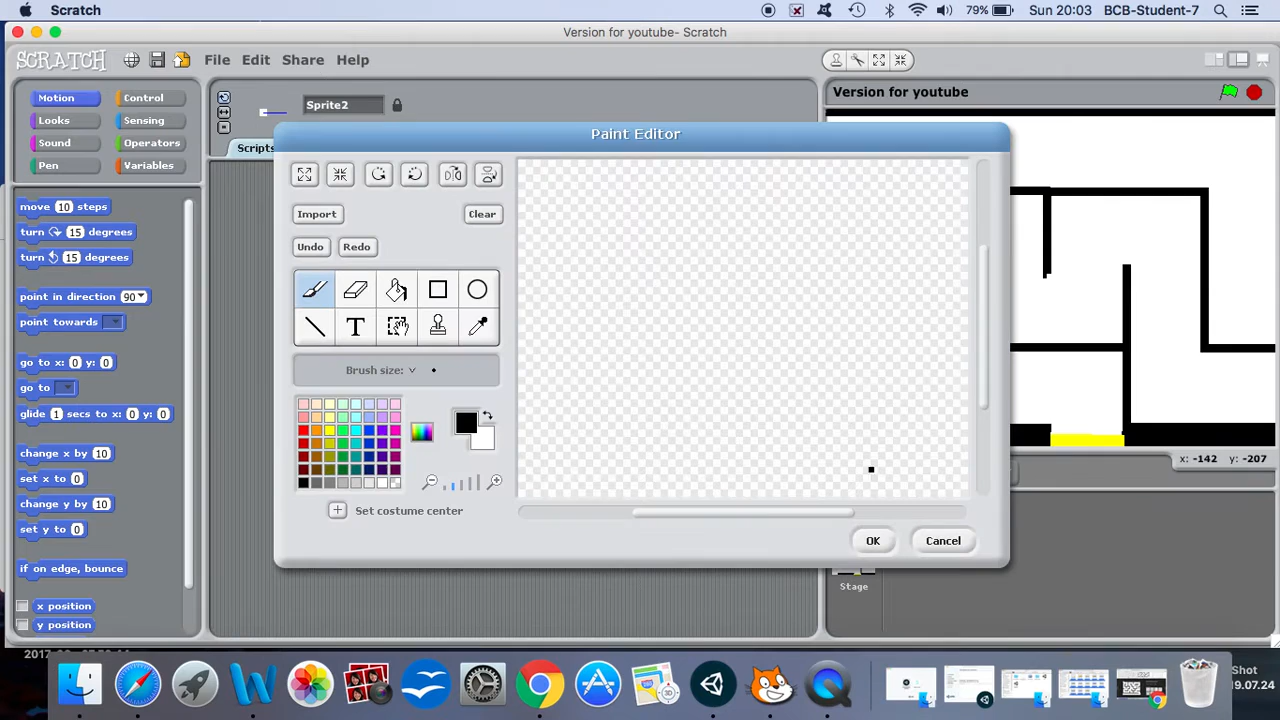 Scratch
79%
Sun 20:03
BCB-Student-7
Version for youtube- Scratch
SCRATCH
File
Edit
Share
Help
Motion
Control
Looks
Sensing
Sound
Operators
Pen
Variables
Sprite2
Scripts
Version for youtube
Paint Editor
Import
Clear
Undo
Redo
T
Brush size:
Set costume center
OK
Cancel
move 10 steps
turn 15 degrees
turn 15 degrees
point in direction 90
point towards
go to x: 0 y: 0
go to
glide 1 secs to x: 0 y: 0
change x by 10
set x to 0
change y by 10
set y to 0
if on edge, bounce
x position
y position
x: -142 y: -207
Stage
Shot
19.07.24